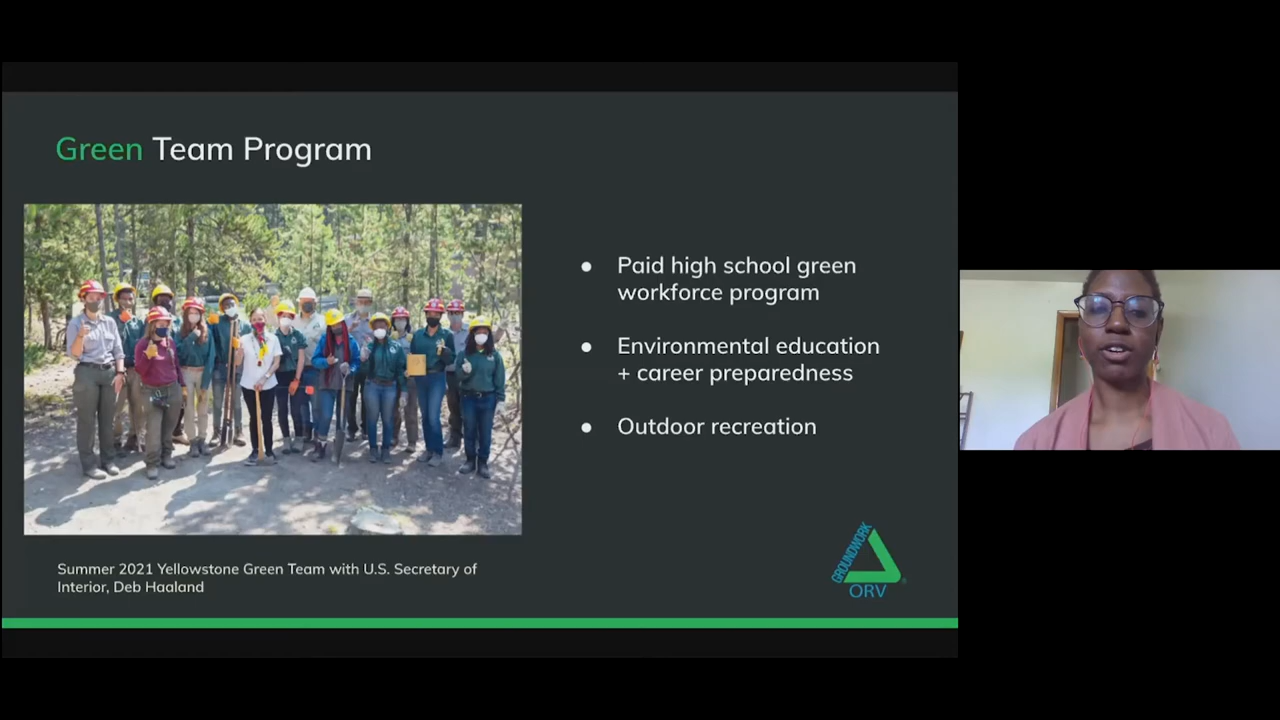 Green Team Program
● Paid high school green
workforce program
● Environmental education
+ career preparedness
● Outdoor recreation
Summer 2021 Yellowstone Green Team with U.S. Secretary of
Interior, Deb Haaland
GROUNDWORK
ORV